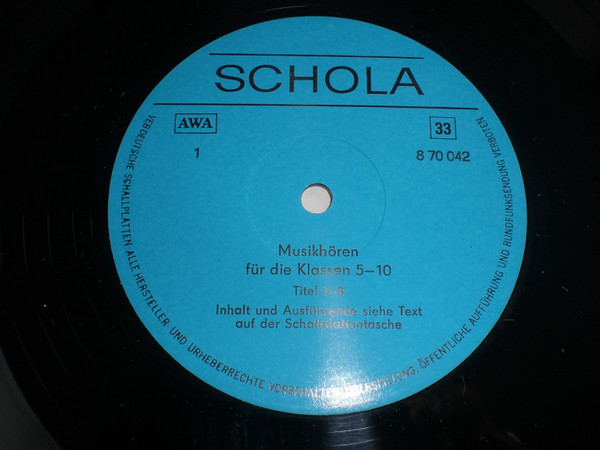 SCHOLA
AWA
33
1
8 70 042
Musikhören
für die Klassen 5–10
Titel
Inhalt und Ausführende siehe Text
auf der Schallplattentasche
VEB DEUTSCHE SCHALLPLATTEN · ALLE HERSTELLER- UND URHEBERRECHTE VORBEHALTEN · ÖFFENTLICHE AUFFÜHRUNG UND RUNDFUNKSENDUNG VERBOTEN